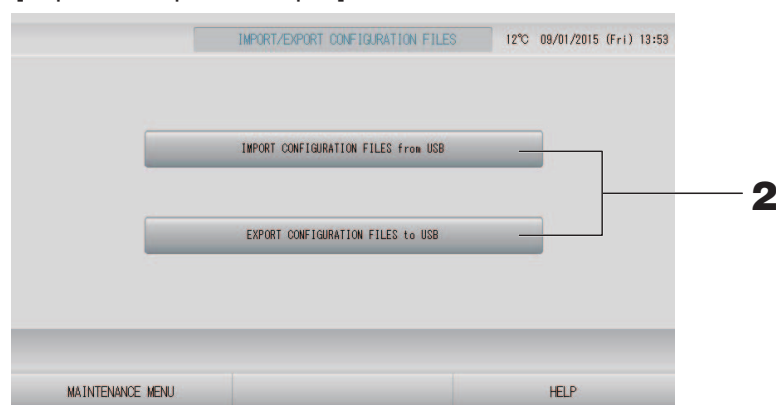 IMPORT/EXPORT CONFIGURATION FILES 12℃ 09/01/2015 (Fri) 13:53
IMPORT CONFIGURATION FILES from USB
2
EXPORT CONFIGURATION FILES to USB
MAINTENANCE MENU HELP